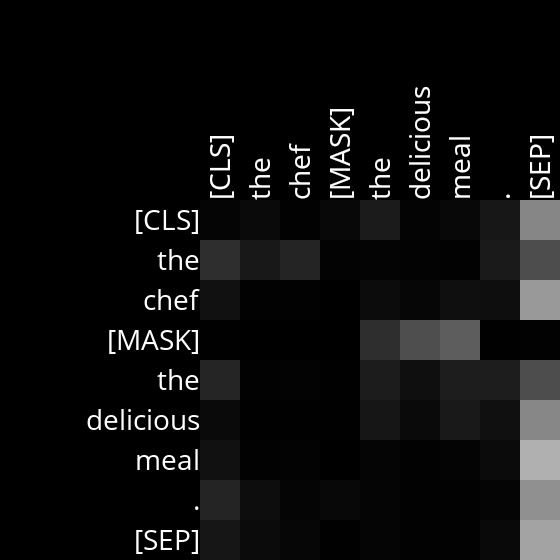 [CLS]
the
chef
[MASK]
the
delicious
meal
.
[SEP]
[CLS]
the
chef
[MASK]
the
delicious
meal
.
[SEP]